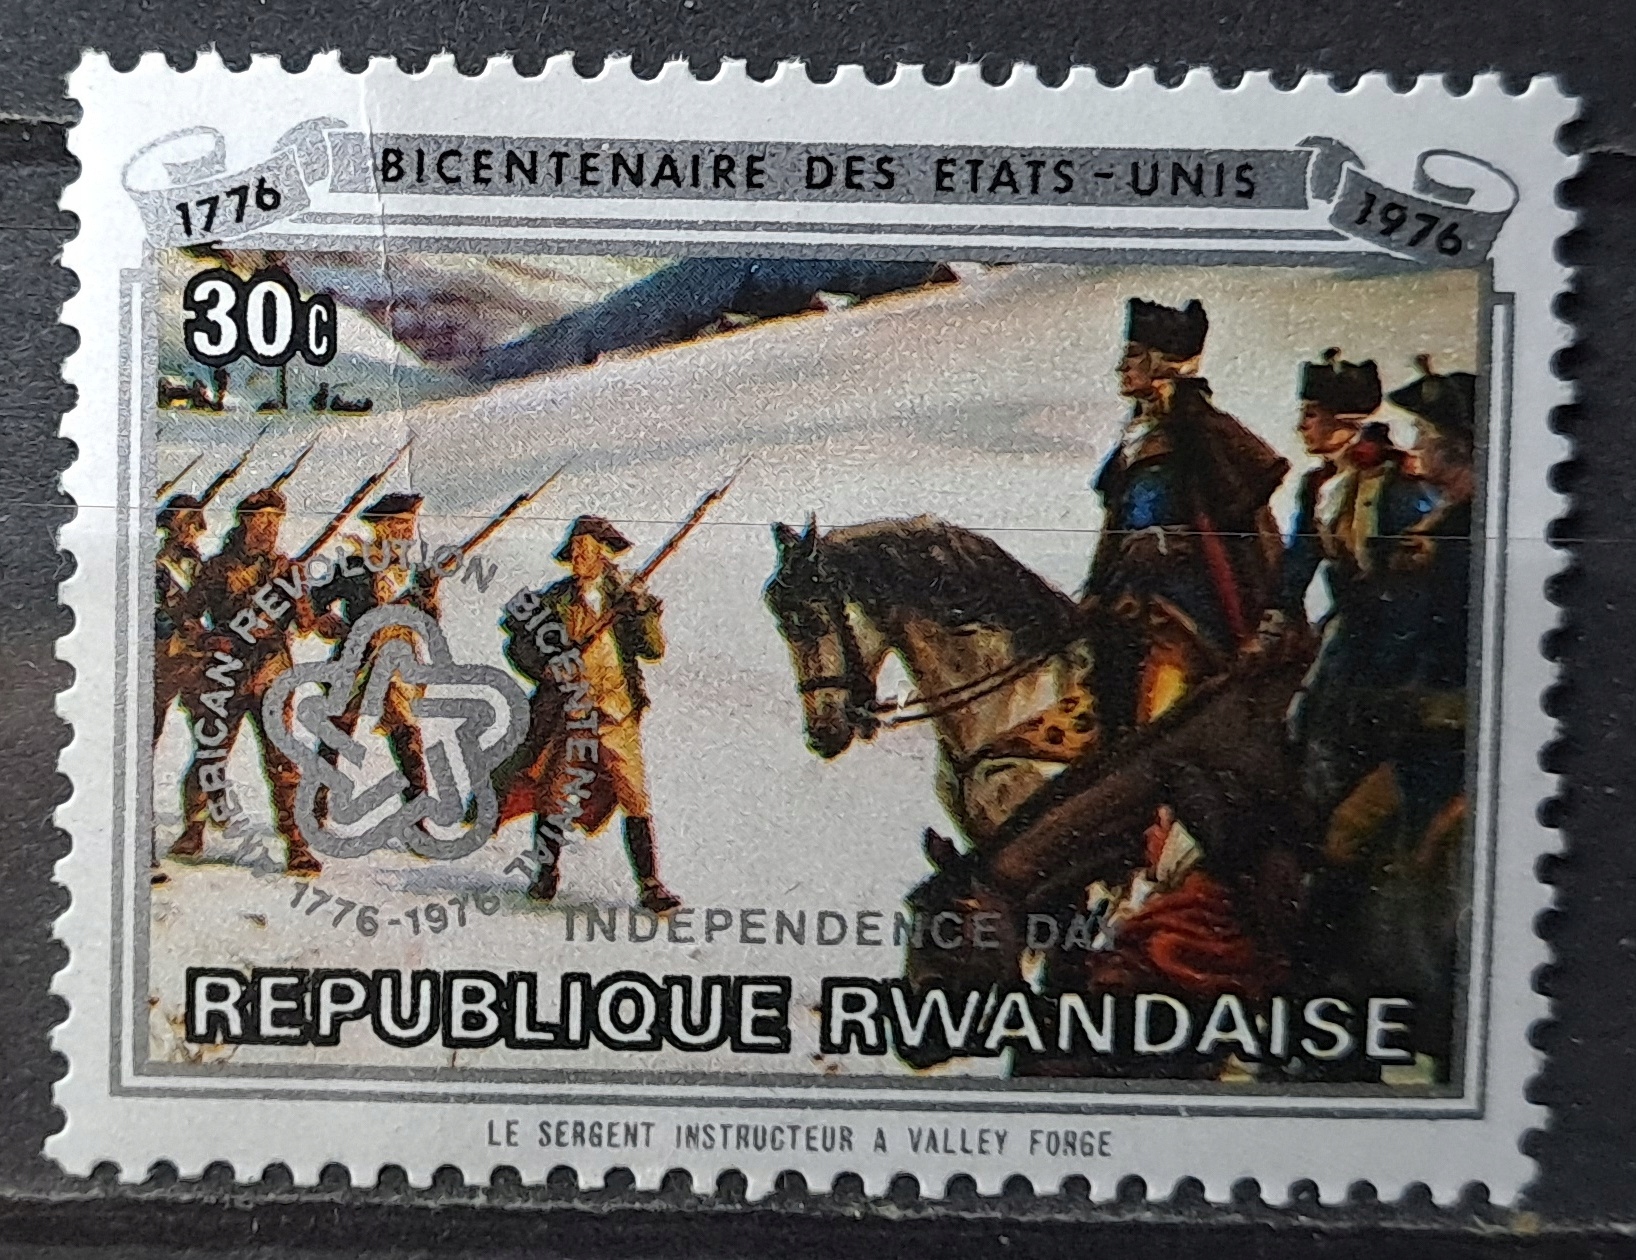 1776
BICENTENAIRE DES ETATS-UNIS
1976
30c
AMERICAN REVOLUTION BICENTENNIAL 1776-1976
INDEPENDENCE DAY
REPUBLIQUE RWANDAISE
LE SERGENT INSTRUCTEUR A VALLEY FORGE